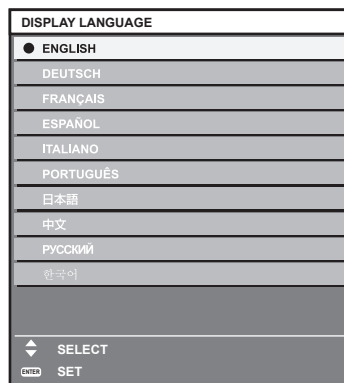 DISPLAY LANGUAGE
ENGLISH
DEUTSCH
FRANÇAIS
ESPAÑOL
ITALIANO
PORTUGUÊS
日本語
中文
РУССКИЙ
한국어
SELECT
ENTER SET